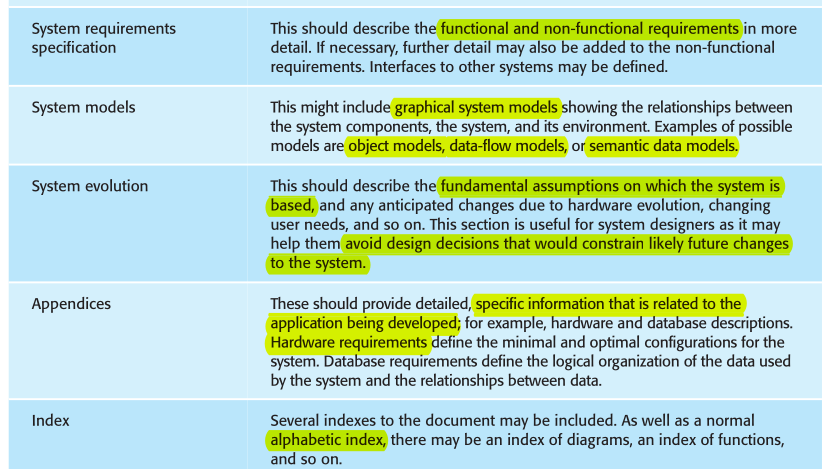 System requirements
specification
This should describe the functional and non-functional requirements in more
detail. If necessary, further detail may also be added to the non-functional
requirements. Interfaces to other systems may be defined.
System models
This might include graphical system models showing the relationships between
the system components, the system, and its environment. Examples of possible
models are object models, data-flow models, or semantic data models.
System evolution
This should describe the fundamental assumptions on which the system is
based, and any anticipated changes due to hardware evolution, changing
user needs, and so on. This section is useful for system designers as it may
help them avoid design decisions that would constrain likely future changes
to the system.
Appendices
These should provide detailed, specific information that is related to the
application being developed; for example, hardware and database descriptions.
Hardware requirements define the minimal and optimal configurations for the
system. Database requirements define the logical organization of the data used
by the system and the relationships between data.
Index
Several indexes to the document may be included. As well as a normal
alphabetic index, there may be an index of diagrams, an index of functions,
and so on.